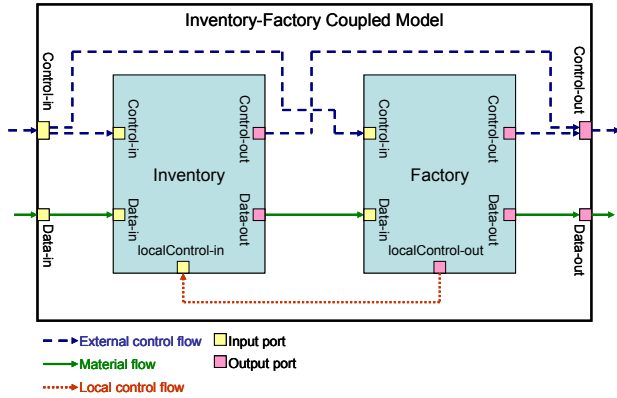 Inventory-Factory Coupled Model
Control-in
Control-out
Control-in
Control-out
Control-in
Control-out
Inventory
Factory
Data-in
Data-out
Data-in
Data-out
Data-in
Data-out
localControl-in
localControl-out
External control flow
Input port
Material flow
Output port
Local control flow